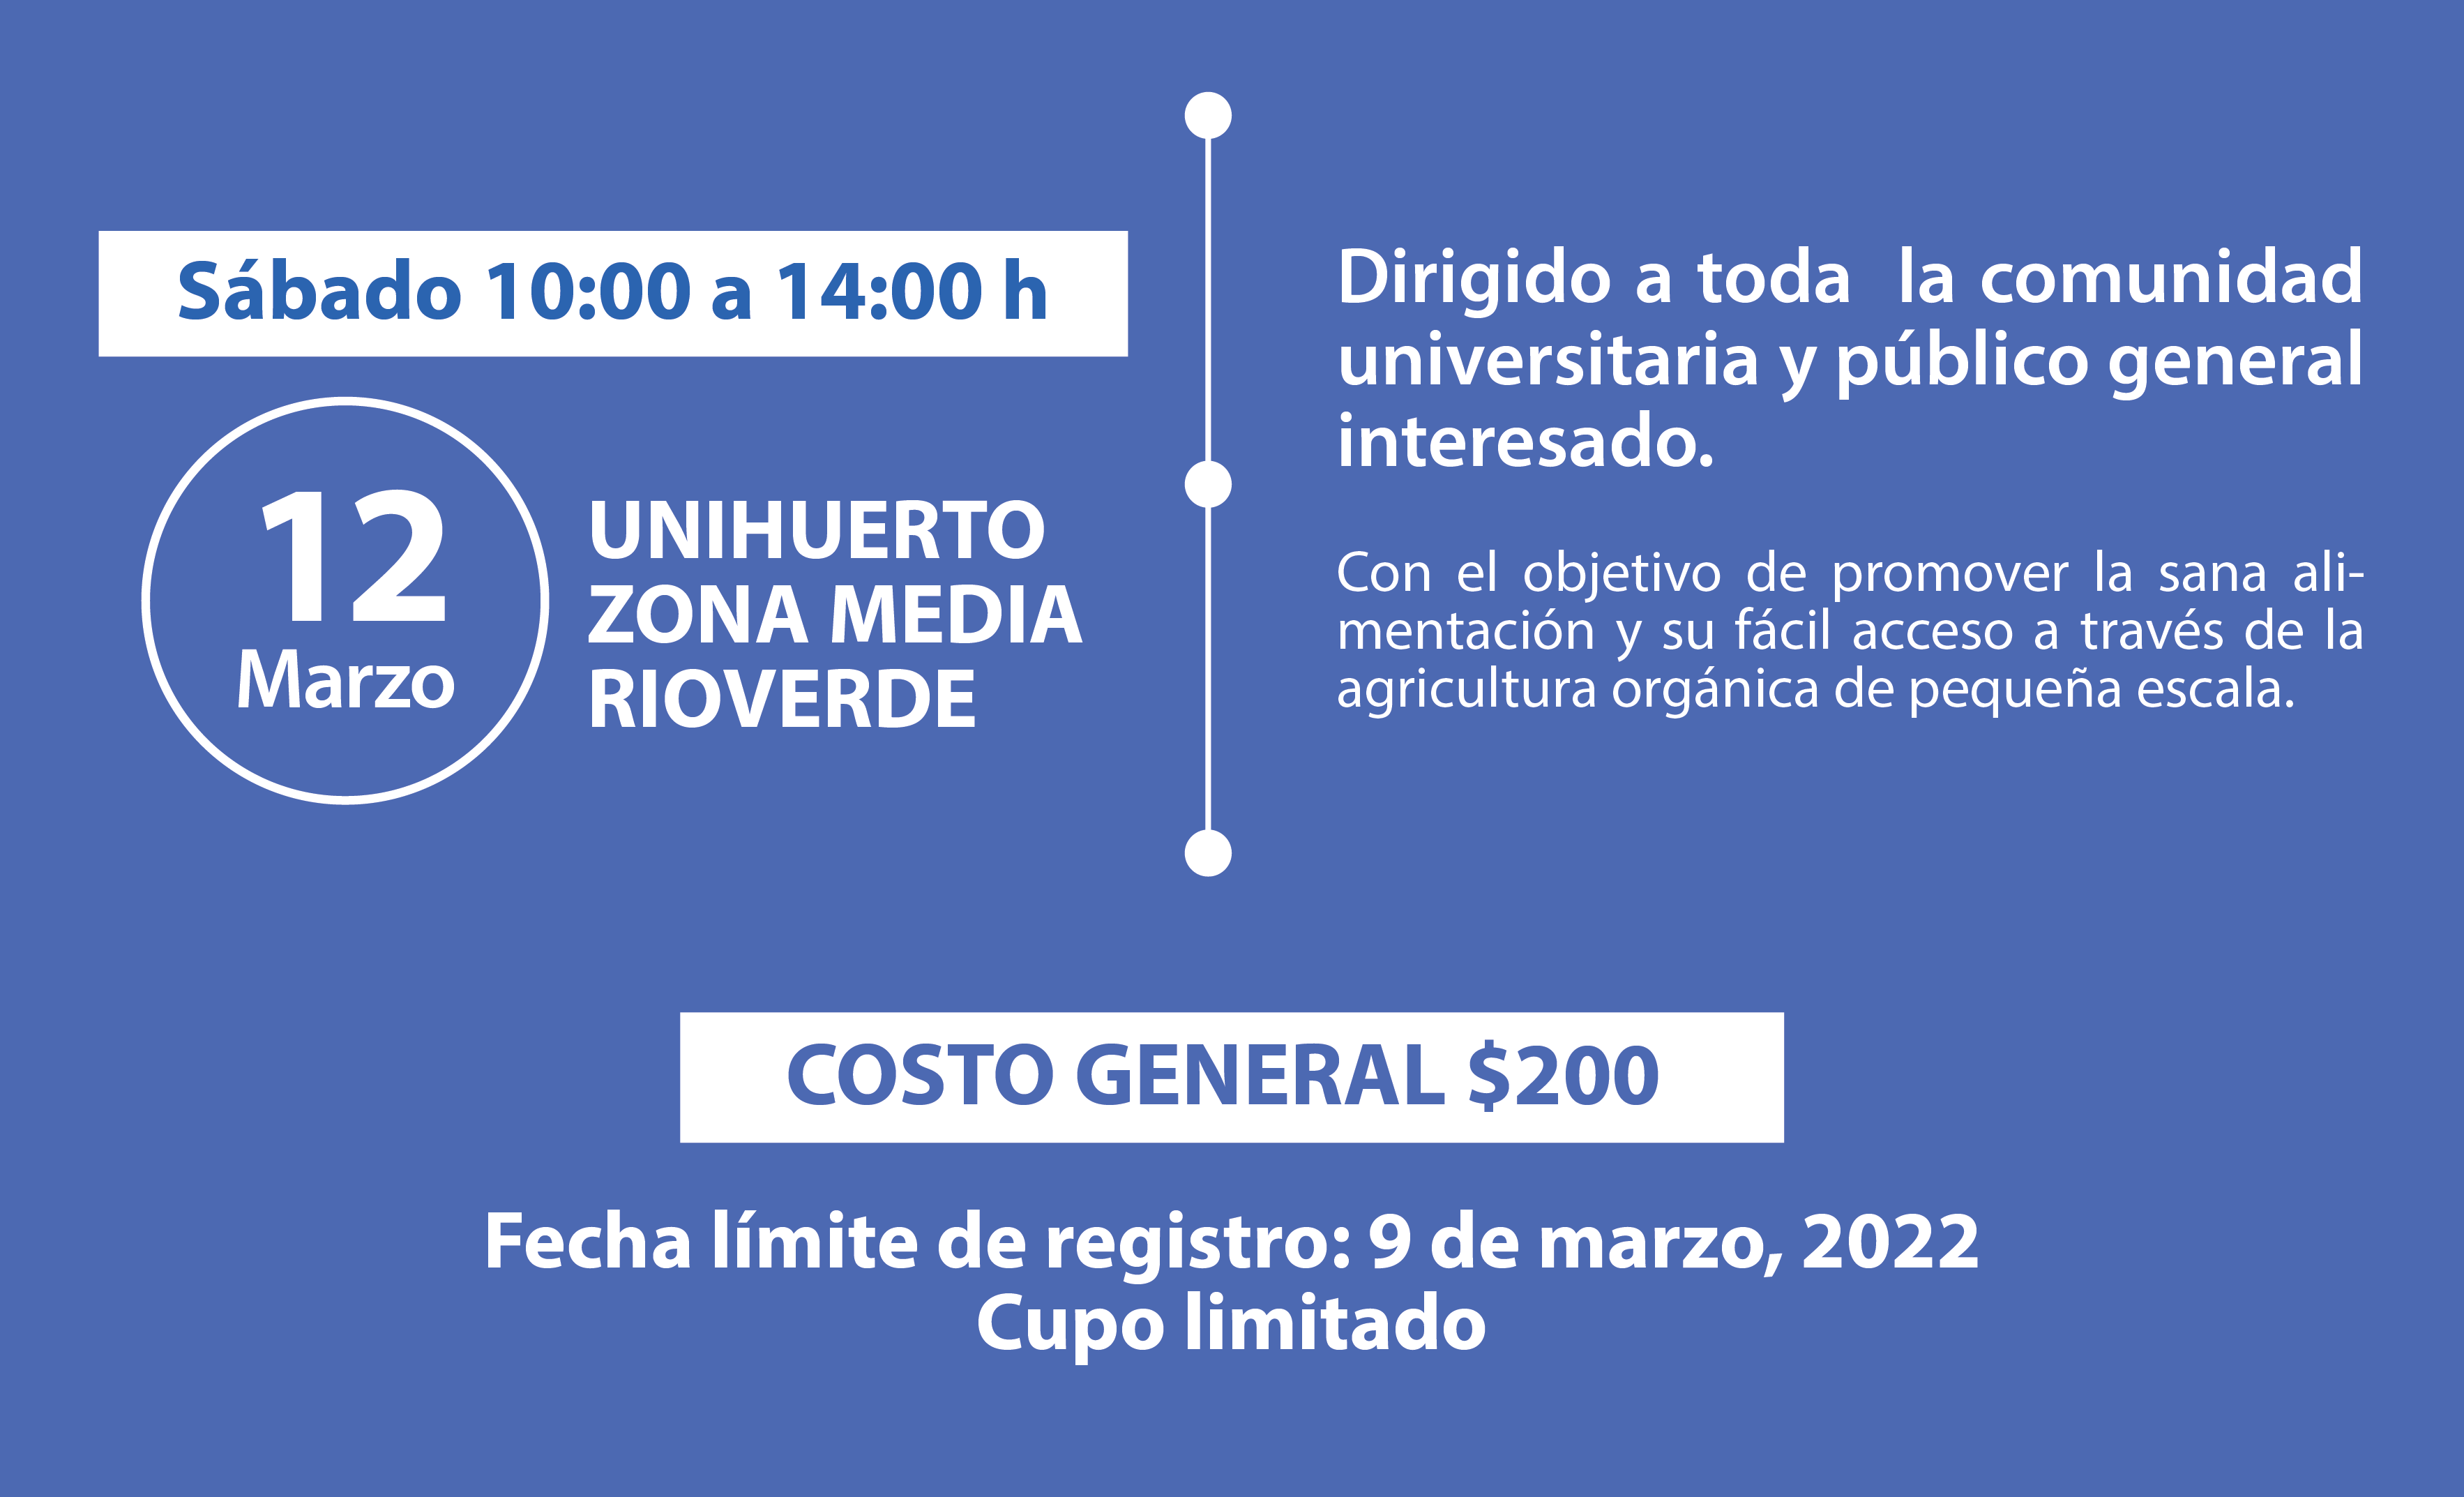 Sábado 10:00 a 14:00 h
12
Marzo
UNIHUERTO
ZONA MEDIA
RIOVERDE
Dirigido a toda la comunidad
universitaria y público general
interesado.
Con el objetivo de promover la sana ali-
mentación y su fácil acceso a través de la
agricultura orgánica de pequeña escala.
COSTO GENERAL $200
Fecha límite de registro: 9 de marzo, 2022
Cupo limitado